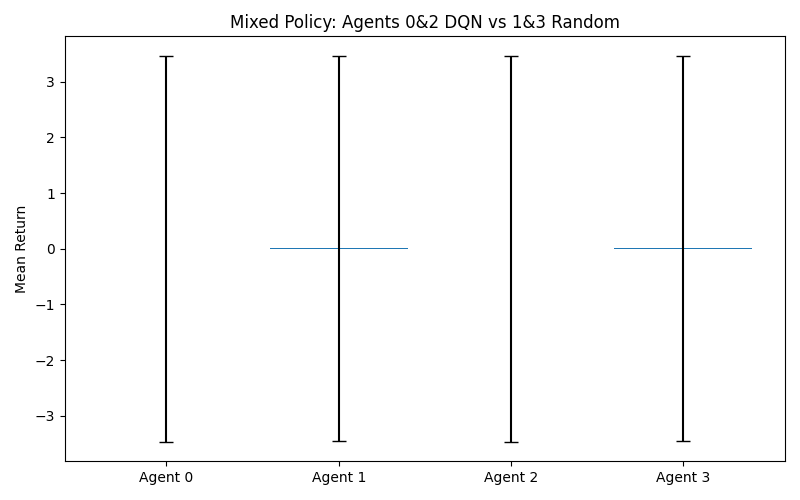 Mixed Policy: Agents 0&2 DQN vs 1&3 Random
Mean Return
3
2
1
0
−1
−2
−3
Agent 0 Agent 1 Agent 2 Agent 3